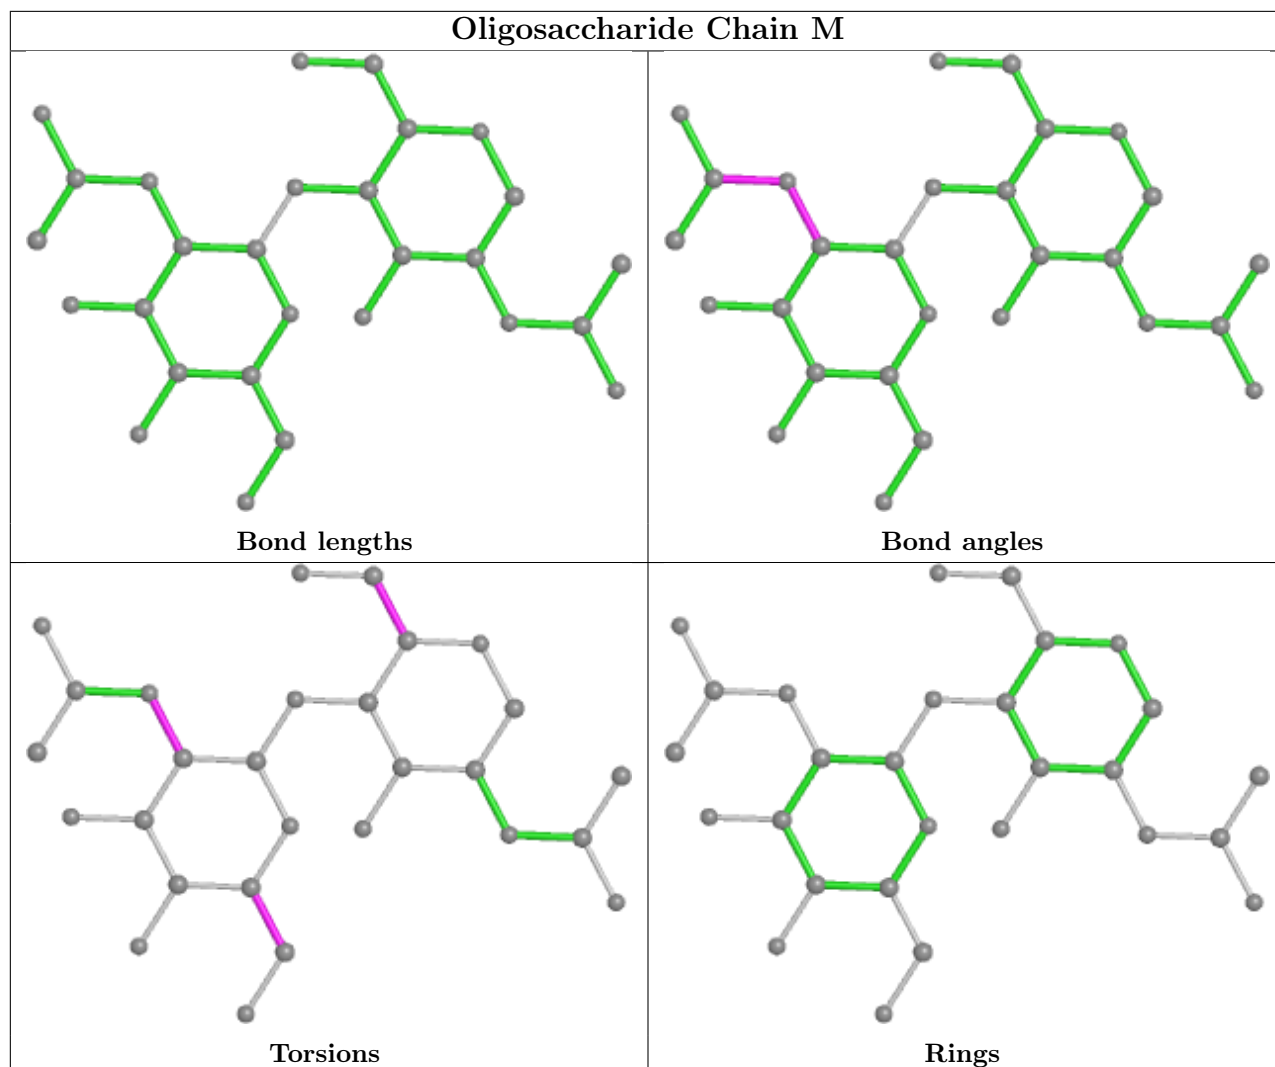 Oligosaccharide Chain M
Bond lengths
Bond angles
Torsions
Rings